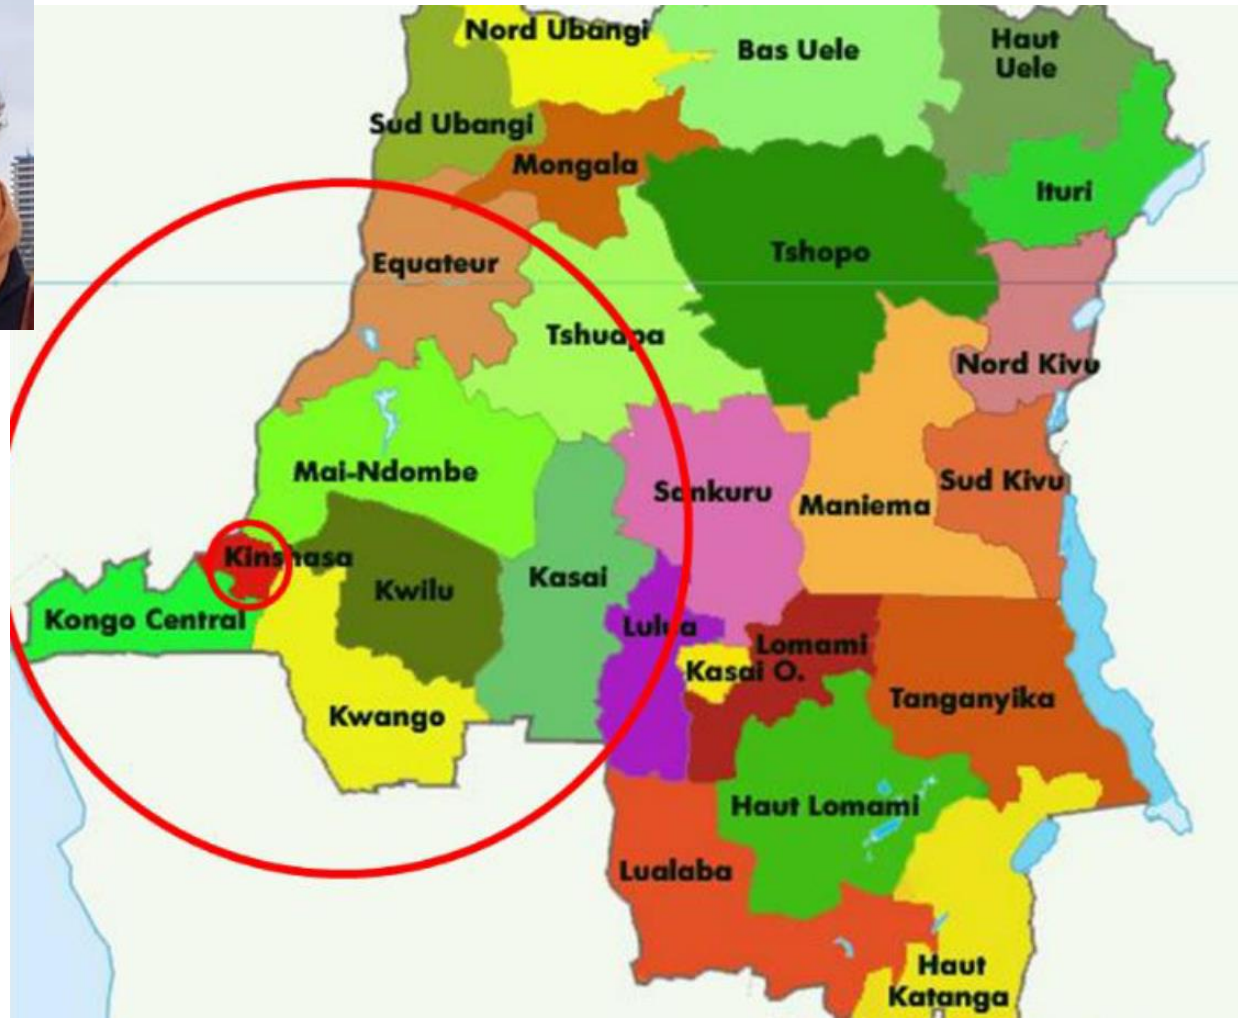 Nord Ubangi
Bas Uele
Haut
Uele
Sud Ubangi
Mongala
Ituri
Equateur
Tshopo
Tshuapa
Nord Kivu
Mai-Ndombe
Sankuru
Maniema
Sud Kivu
Kinshasa
Kwilu
Kasai
Kongo Central
Lulua
Lomami
Kasai O.
Tanganyika
Kwango
Haut Lomami
Lualaba
Haut
Katanga